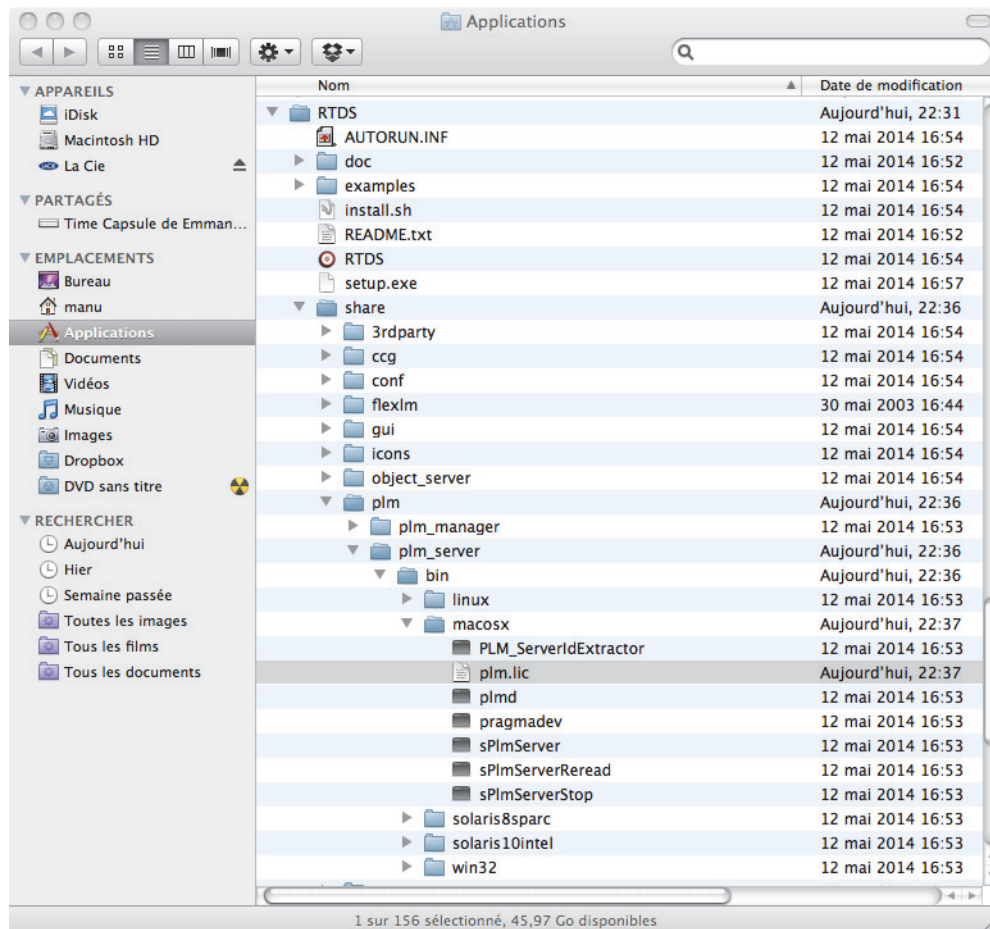 Applications
Nom Date de modification
APPAREILS
iDisk
Macintosh HD
La Cie
PARTAGÉS
Time Capsule de Emman...
EMPLACEMENTS
Bureau
manu
Applications
Documents
Vidéos
Musique
Images
Dropbox
DVD sans titre
RECHERCHER
Aujourd'hui
Hier
Semaine passée
Toutes les images
Tous les films
Tous les documents
RTDS Aujourd'hui, 22:31
AUTORUN.INF 12 mai 2014 16:54
doc 12 mai 2014 16:52
examples 12 mai 2014 16:54
install.sh 12 mai 2014 16:54
README.txt 12 mai 2014 16:52
RTDS 12 mai 2014 16:54
setup.exe 12 mai 2014 16:57
share Aujourd'hui, 22:36
3rdparty 12 mai 2014 16:54
ccg 12 mai 2014 16:54
conf 12 mai 2014 16:54
flexlm 30 mai 2003 16:44
gui 12 mai 2014 16:54
icons 12 mai 2014 16:54
object_server 12 mai 2014 16:54
plm Aujourd'hui, 22:36
plm_manager 12 mai 2014 16:53
plm_server Aujourd'hui, 22:36
bin Aujourd'hui, 22:36
linux 12 mai 2014 16:53
macosx Aujourd'hui, 22:37
PLM_ServerIdExtractor 12 mai 2014 16:53
plm.lic Aujourd'hui, 22:37
plmd 12 mai 2014 16:53
pragmadev 12 mai 2014 16:53
sPlmServer 12 mai 2014 16:53
sPlmServerReread 12 mai 2014 16:53
sPlmServerStop 12 mai 2014 16:53
solaris8sparc 12 mai 2014 16:53
solaris10intel 12 mai 2014 16:53
win32 12 mai 2014 16:53
1 sur 156 sélectionné, 45,97 Go disponibles